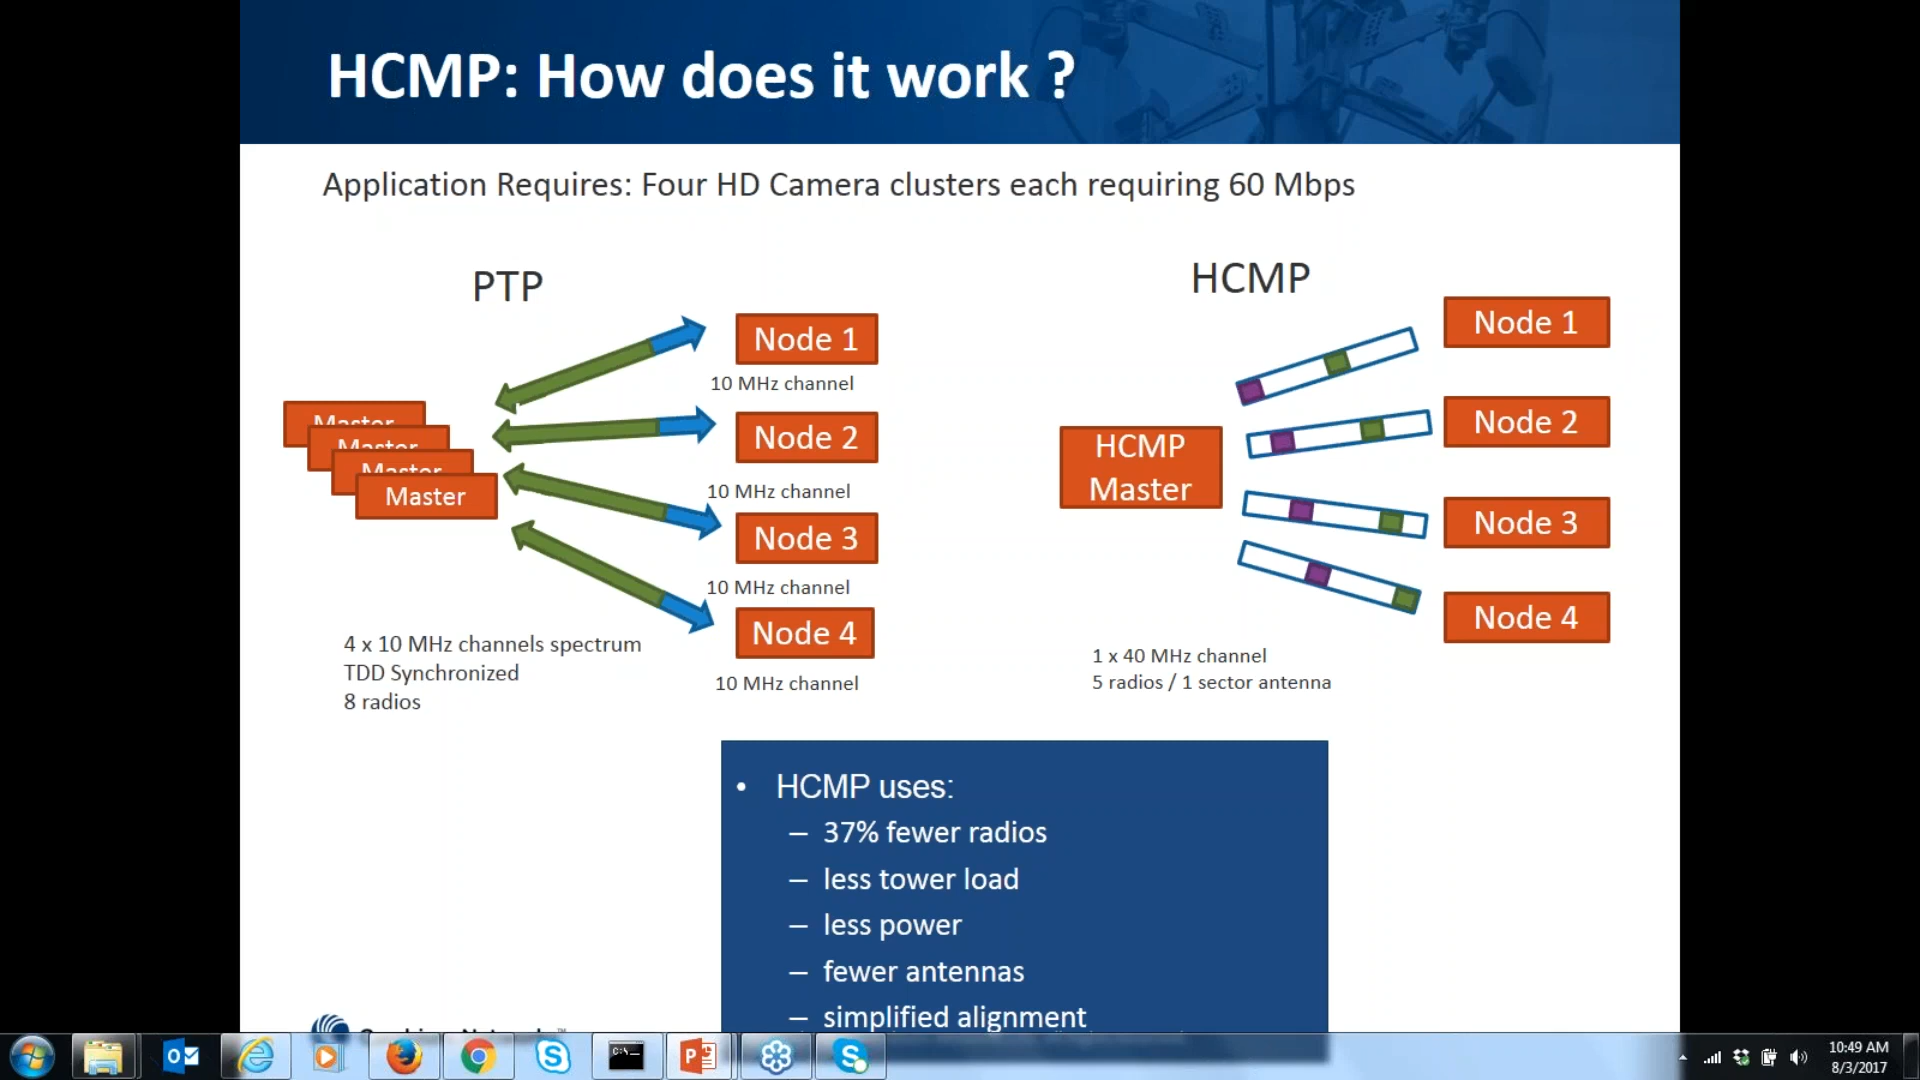 HCMP: How does it work ?
Application Requires: Four HD Camera clusters each requiring 60 Mbps
PTP
Master
Master
Master
Master
Node 1
10 MHz channel
Node 2
10 MHz channel
Node 3
10 MHz channel
Node 4
10 MHz channel
4 x 10 MHz channels spectrum
TDD Synchronized
8 radios
HCMP
HCMP
Master
Node 1
Node 2
Node 3
Node 4
1 x 40 MHz channel
5 radios / 1 sector antenna
• HCMP uses:
– 37% fewer radios
– less tower load
– less power
– fewer antennas
– simplified alignment
10:49 AM
8/3/2017